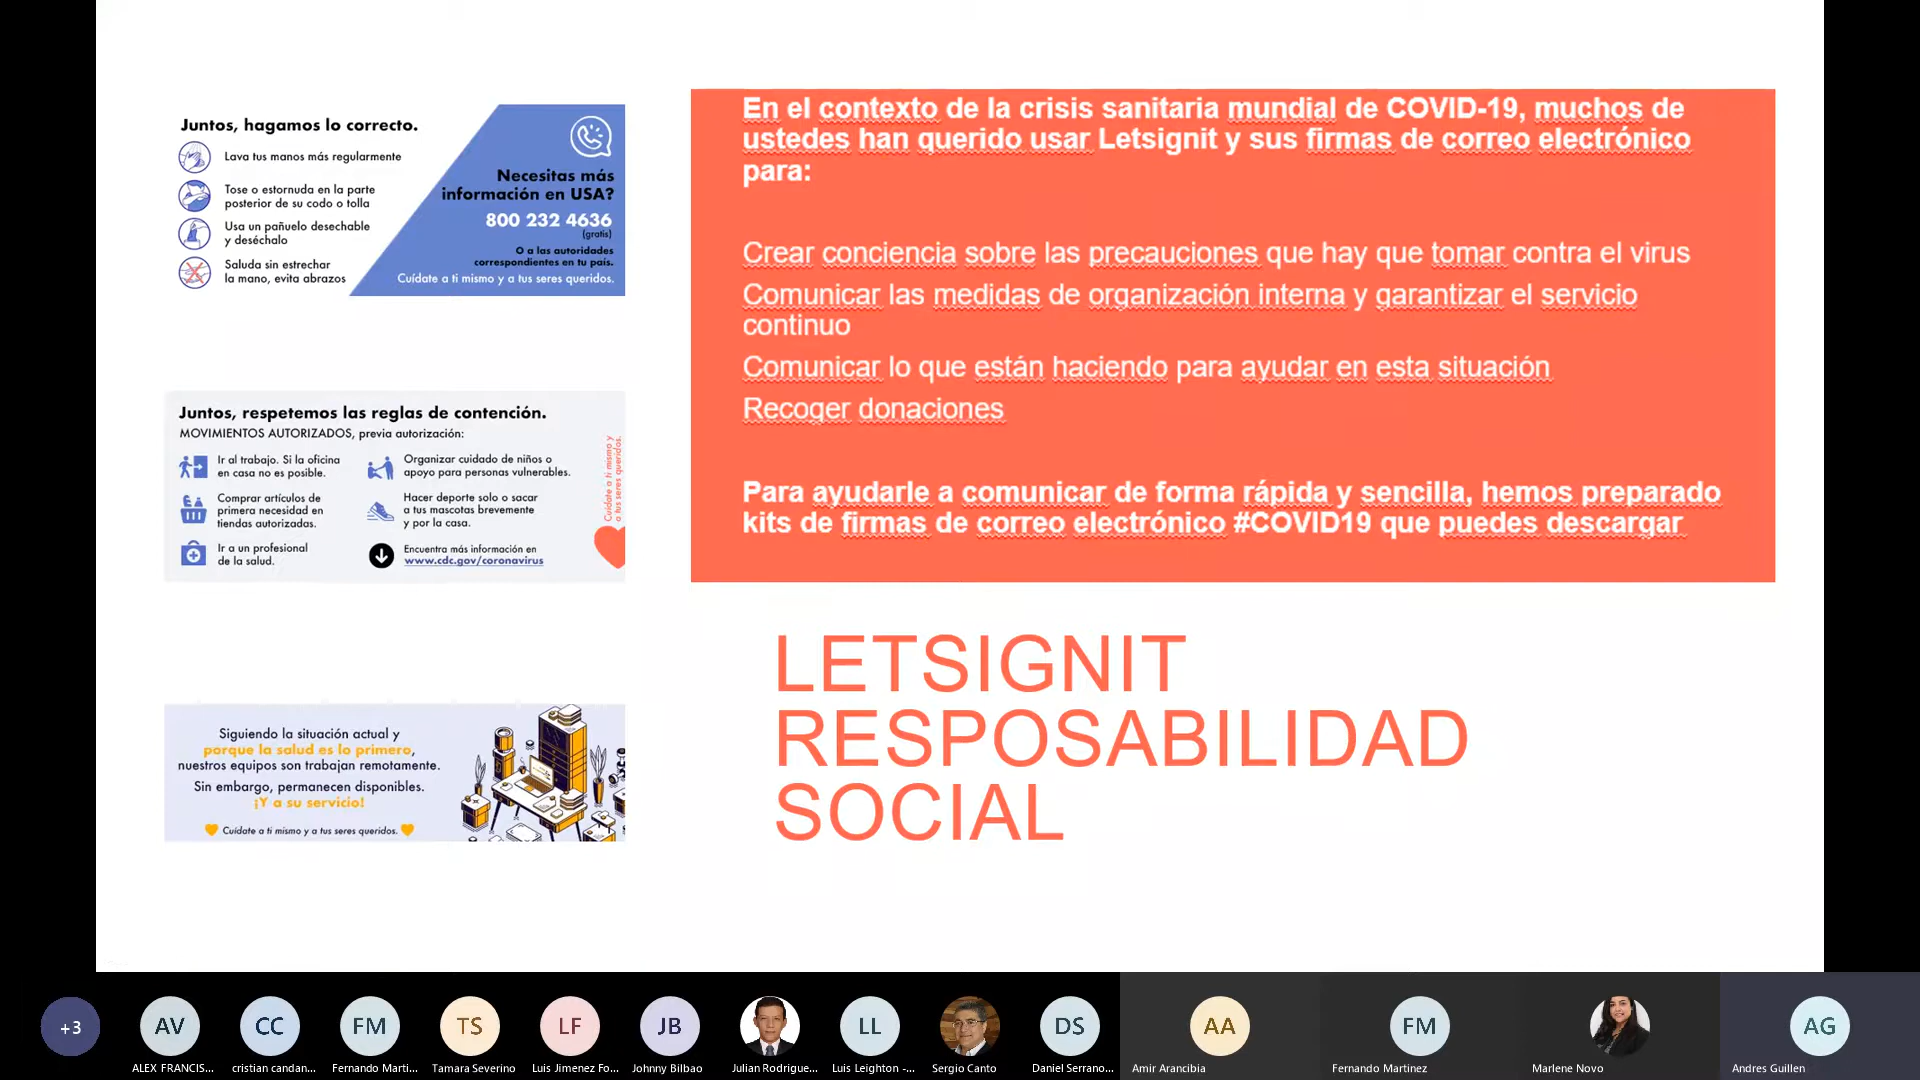 Juntos, hagamos lo correcto.
Lava tus manos más regularmente
Tose o estornuda en la parte
posterior de su codo o tolla
Usa un pañuelo desechable
y deséchalo
Saluda sin estrechar
la mano, evita abrazos
Necesitas más
información en USA?
800 232 4636
(gratis)
O a las autoridades
correspondientes en tu país.
Cuídate a ti mismo y a tus seres queridos.
Juntos, respetemos las reglas de contención.
MOVIMIENTOS AUTORIZADOS, previa autorización:
Ir al trabajo. Si la oficina
en casa no es posible.
Comprar artículos de
primera necesidad en
tiendas autorizadas.
Ir a un profesional
de la salud.
Organizar cuidado de niños o
apoyo para personas vulnerables.
Hacer deporte solo o sacar
a tus mascotas brevemente
y por la casa.
Encuentra más información en
www.cdc.gov/coronavirus
Cuídate a ti mismo y
a tus seres queridos.
Siguiendo la situación actual y
porque la salud es lo primero,
nuestros equipos son trabajan remotamente.
Sin embargo, permanecen disponibles.
¡Y a su servicio!
Cuídate a ti mismo y a tus seres queridos.
En el contexto de la crisis sanitaria mundial de COVID-19, muchos de
ustedes han querido usar Letsignit y sus firmas de correo electrónico
para:
Crear conciencia sobre las precauciones que hay que tomar contra el virus
Comunicar las medidas de organización interna y garantizar el servicio
continuo
Comunicar lo que están haciendo para ayudar en esta situación
Recoger donaciones
Para ayudarle a comunicar de forma rápida y sencilla, hemos preparado
kits de firmas de correo electrónico #COVID19 que puedes descargar
LETSIGNIT
RESPOSABILIDAD
SOCIAL
+3
AV
CC
FM
TS
LF
JB
LL
DS
AA
FM
AG
ALEX FRANCIS...
cristian candan...
Fernando Marti...
Tamara Severino
Luis Jimenez Fo...
Johnny Bilbao
Julian Rodrigue...
Luis Leighton -...
Sergio Canto
Daniel Serrano...
Amir Arancibia
Fernando Martinez
Marlene Novo
Andres Guillen